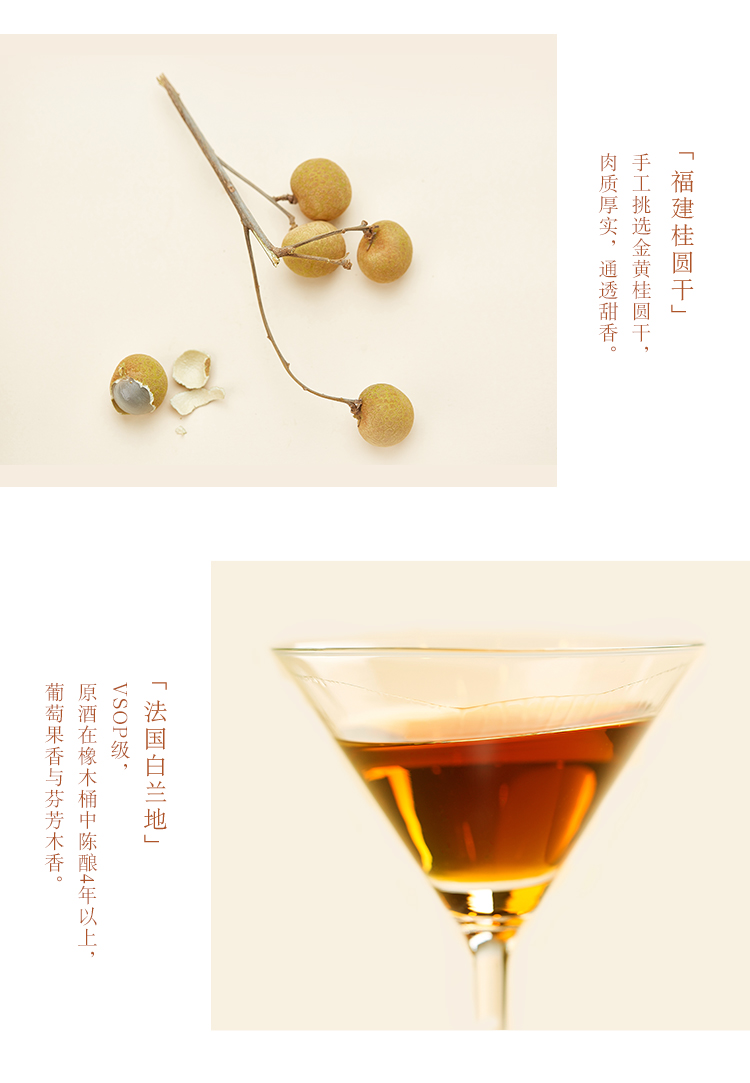 「福建桂圆干」
手工挑选金黄桂圆干，
肉质厚实，通透甜香。
「法国白兰地」
VSOP级，
原酒在橡木桶中陈酿4年以上，
葡萄果香与芬芳木香。